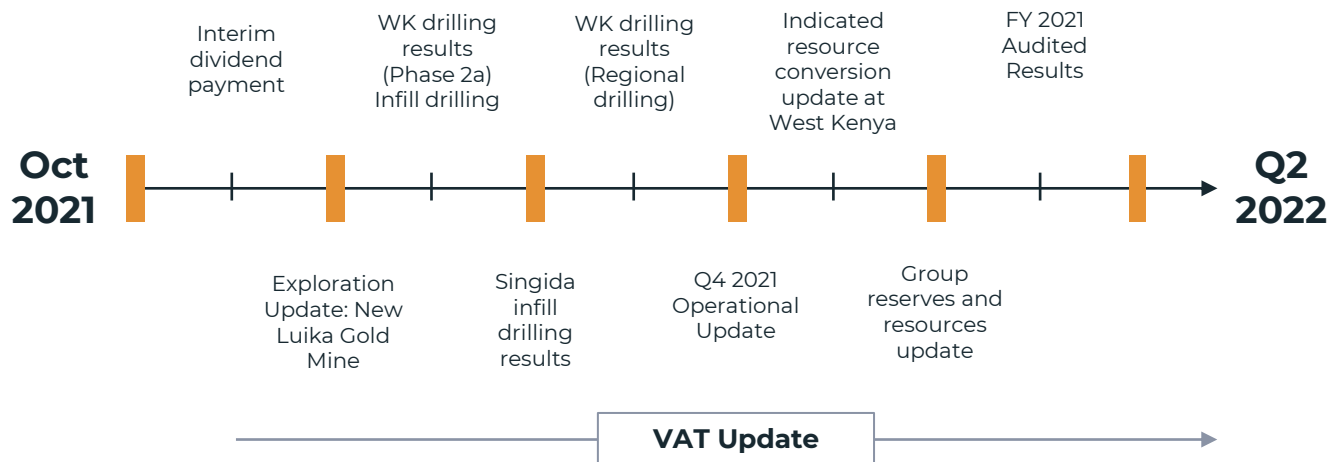 Interim
dividend
payment
WK drilling
results
(Phase 2a)
Infill drilling
WK drilling
results
(Regional
drilling)
Indicated
resource
conversion
update at
West Kenya
FY 2021
Audited
Results
Oct
2021
Q2
2022
Exploration
Update: New
Luika Gold
Mine
Singida
infill
drilling
results
Q4 2021
Operational
Update
Group
reserves and
resources
update
VAT Update